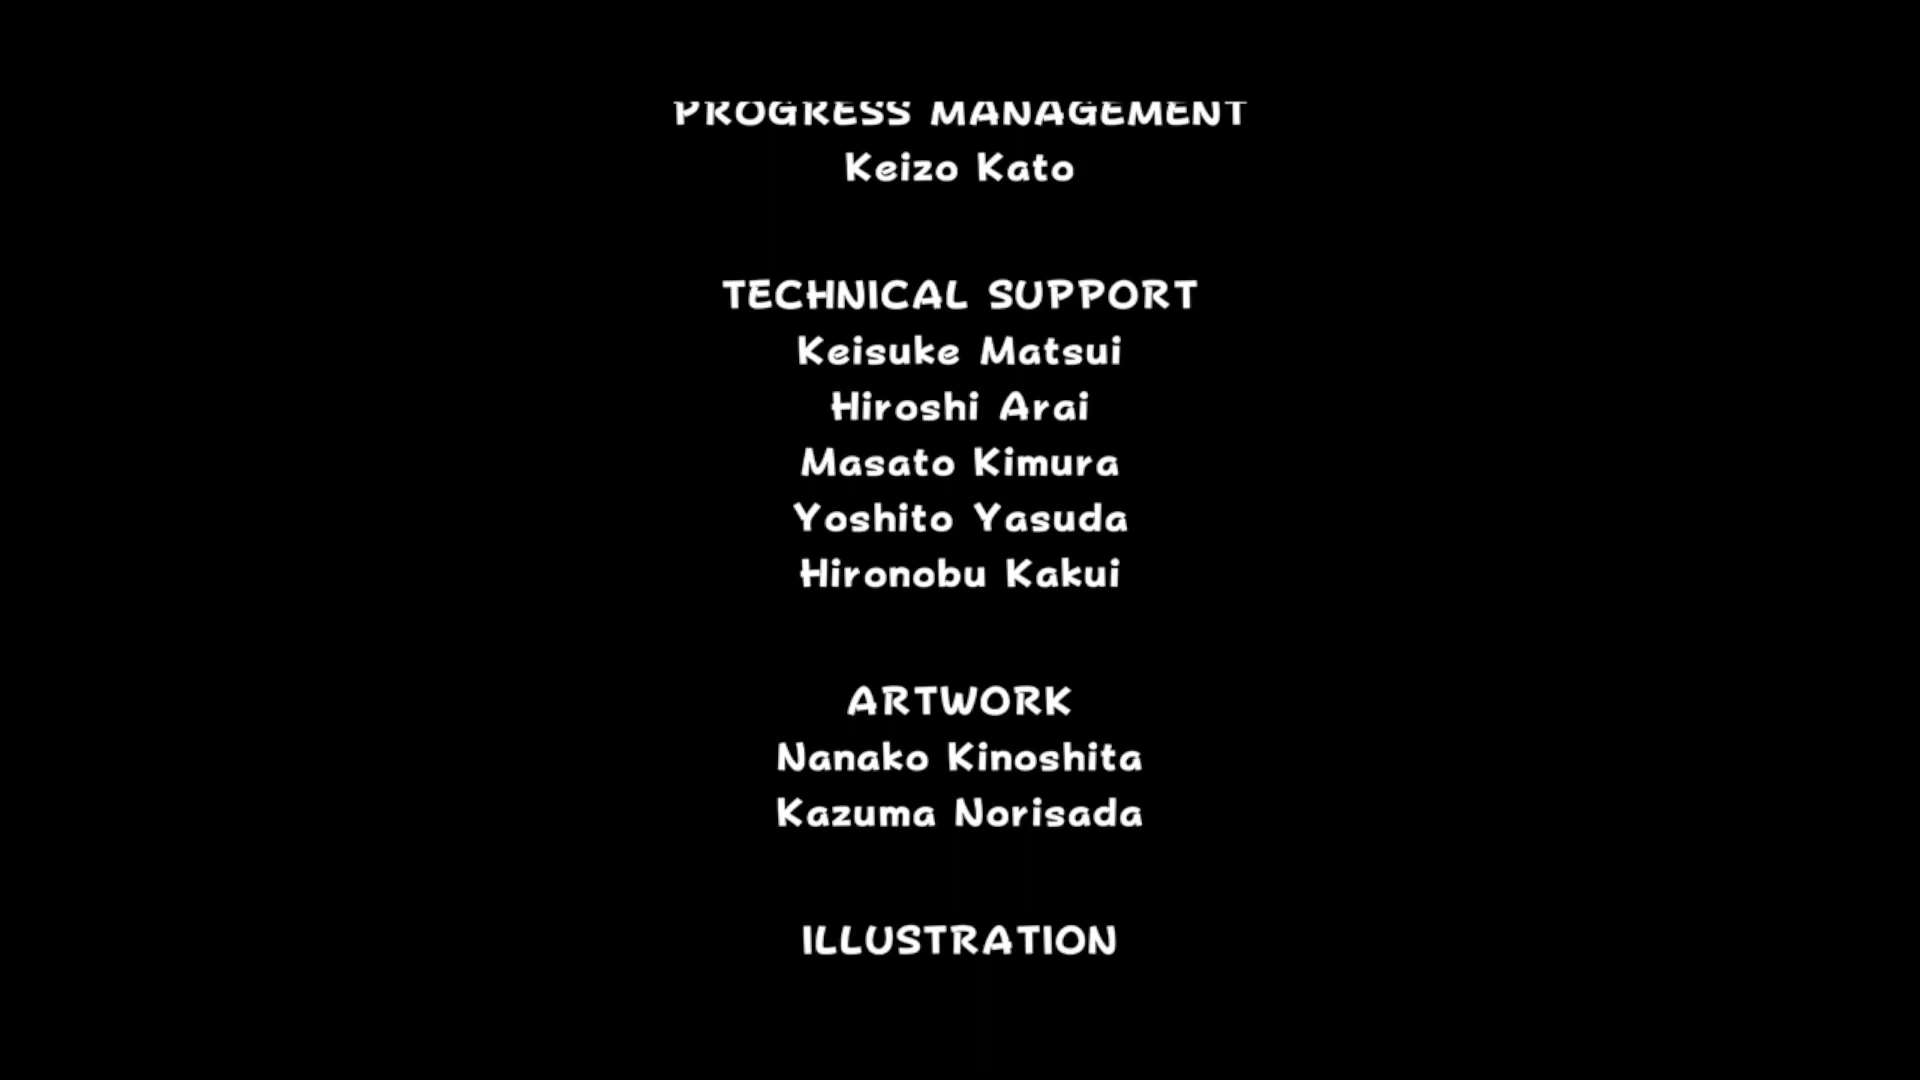 PROGRESS MANAGEMENT
Keizo Kato
TECHNICAL SUPPORT
Keisuke Matsui
Hiroshi Arai
Masato Kimura
Yoshito Yasuda
Hironobu Kakui
ARTWORK
Nanako Kinoshita
Kazuma Norisada
ILLUSTRATION